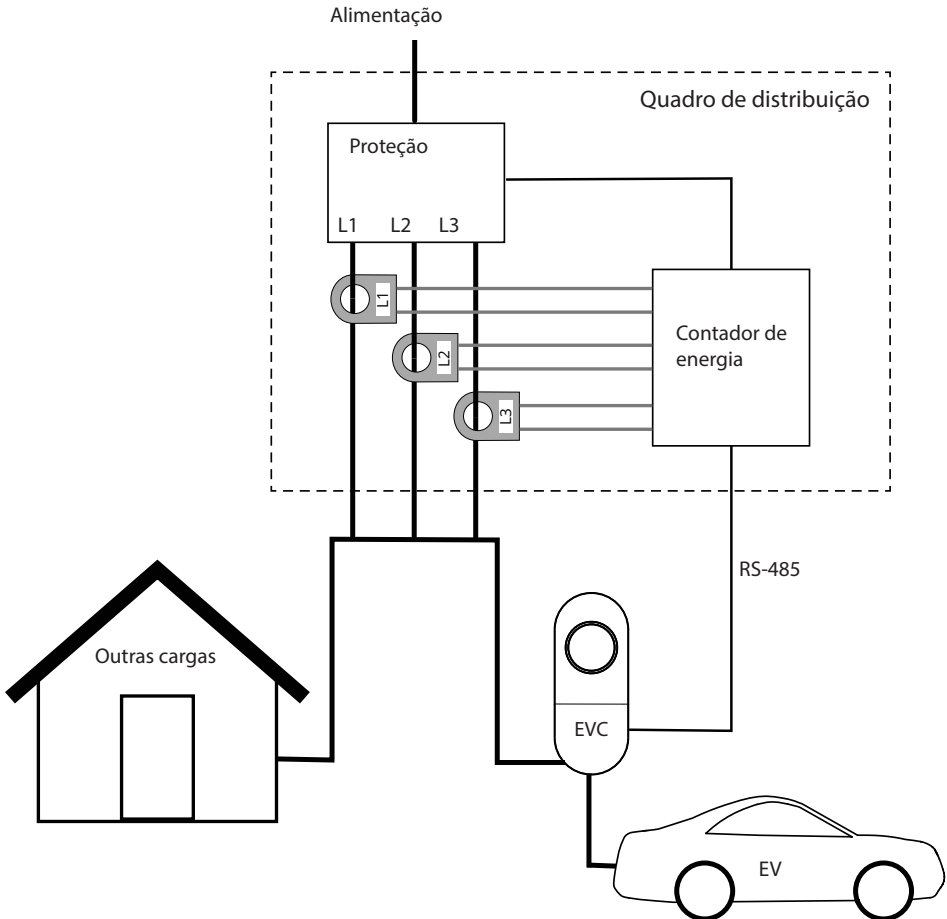 Alimentação
Quadro de distribuição
Proteção
L1 L2 L3
L1
L2
L3
Contador de
energia
RS-485
Outras cargas
EVC
EV